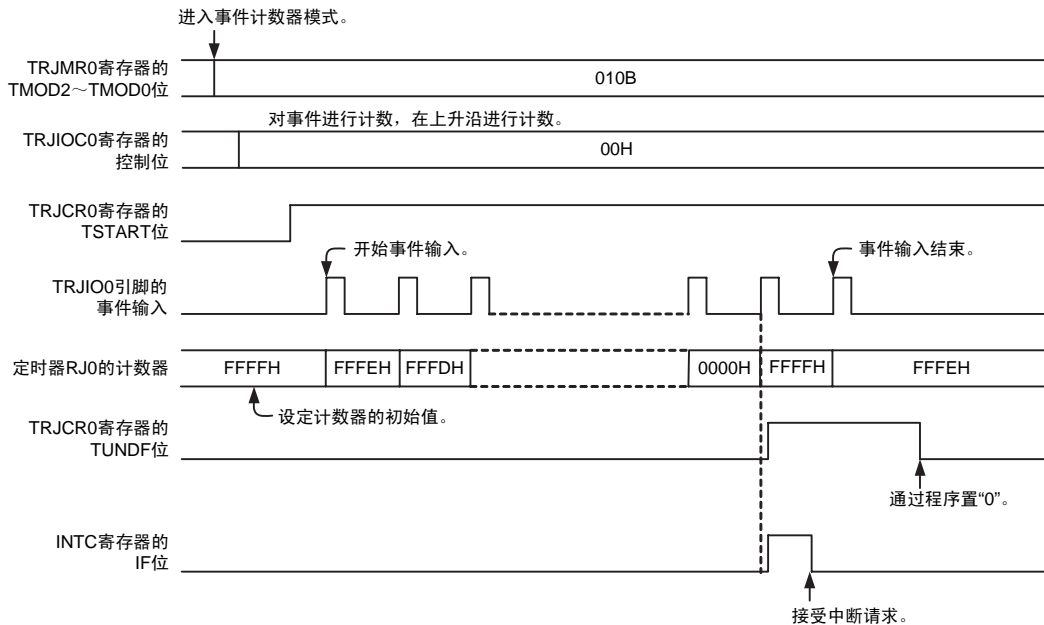 进入事件计数器模式。
TRJMR0寄存器的
TMOD2～TMOD0位
010B
对事件进行计数，在上升沿进行计数。
TRJIOC0寄存器的
控制位
00H
TRJCR0寄存器的
TSTART位
开始事件输入。
事件输入结束。
TRJIO0引脚的
事件输入
定时器RJ0的计数器
FFFFH
FFFEH
FFFDH
0000H
FFFFH
FFFEH
设定计数器的初始值。
TRJCR0寄存器的
TUNDF位
通过程序置“0”。
INTC寄存器的
IF位
接受中断请求。